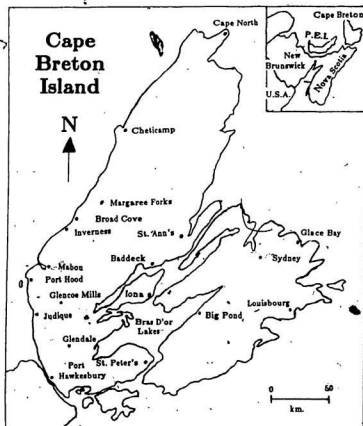 Cape
Breton
Island
N
Cape North
Cape Breton
P.E.I.
New
Brunswick
Nova Scotia
U.S.A.
Cheticamp
Margaree Forks
Broad Cove
Inverness
St. Ann's
Glace Bay
Baddeck
Sydney
Mabou
Port Hood
Iona
Glencoe Mills
Louisbourg
Judique
Bras D'or
Lakes
Big Pond
Glendale
Port
Hawkesbury
St. Peter's
0
50
km.